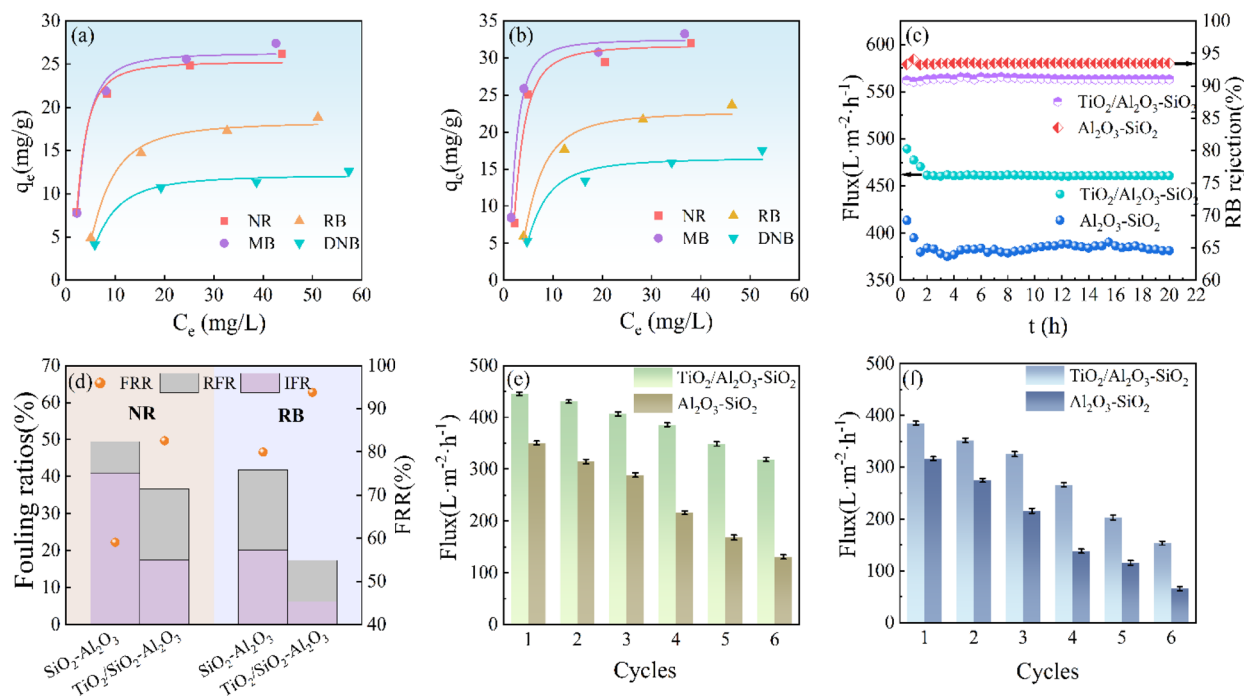 (a)
30
25
20
15
10
5
0
qₑ(mg/g)
NR
RB
MB
DNB
0 10 20 30 40 50 60
Cₑ (mg/L)
(b)
35
30
25
20
15
10
5
0
qₑ(mg/g)
NR
RB
MB
DNB
0 10 20 30 40 50 60
Cₑ (mg/L)
(c)
600
550
500
450
400
350
Flux(L·m⁻²·h⁻¹)
TiO₂/Al₂O₃-SiO₂
Al₂O₃-SiO₂
TiO₂/Al₂O₃-SiO₂
Al₂O₃-SiO₂
100
95
90
85
80
75
70
65
60
RB rejection(%)
0 2 4 6 8 10 12 14 16 18 20 22
t (h)
(d)
70
60
50
40
30
20
10
0
Fouling ratios(%)
FRR RFR IFR
NR
RB
100
90
80
70
60
50
40
FRR(%)
SiO₂-Al₂O₃
TiO₂/SiO₂-Al₂O₃
SiO₂-Al₂O₃
TiO₂/SiO₂-Al₂O₃
(e)
500
400
300
200
100
0
Flux(L·m⁻²·h⁻¹)
TiO₂/Al₂O₃-SiO₂
Al₂O₃-SiO₂
1 2 3 4 5 6
Cycles
(f)
500
400
300
200
100
0
Flux(L·m⁻²·h⁻¹)
TiO₂/Al₂O₃-SiO₂
Al₂O₃-SiO₂
1 2 3 4 5 6
Cycles